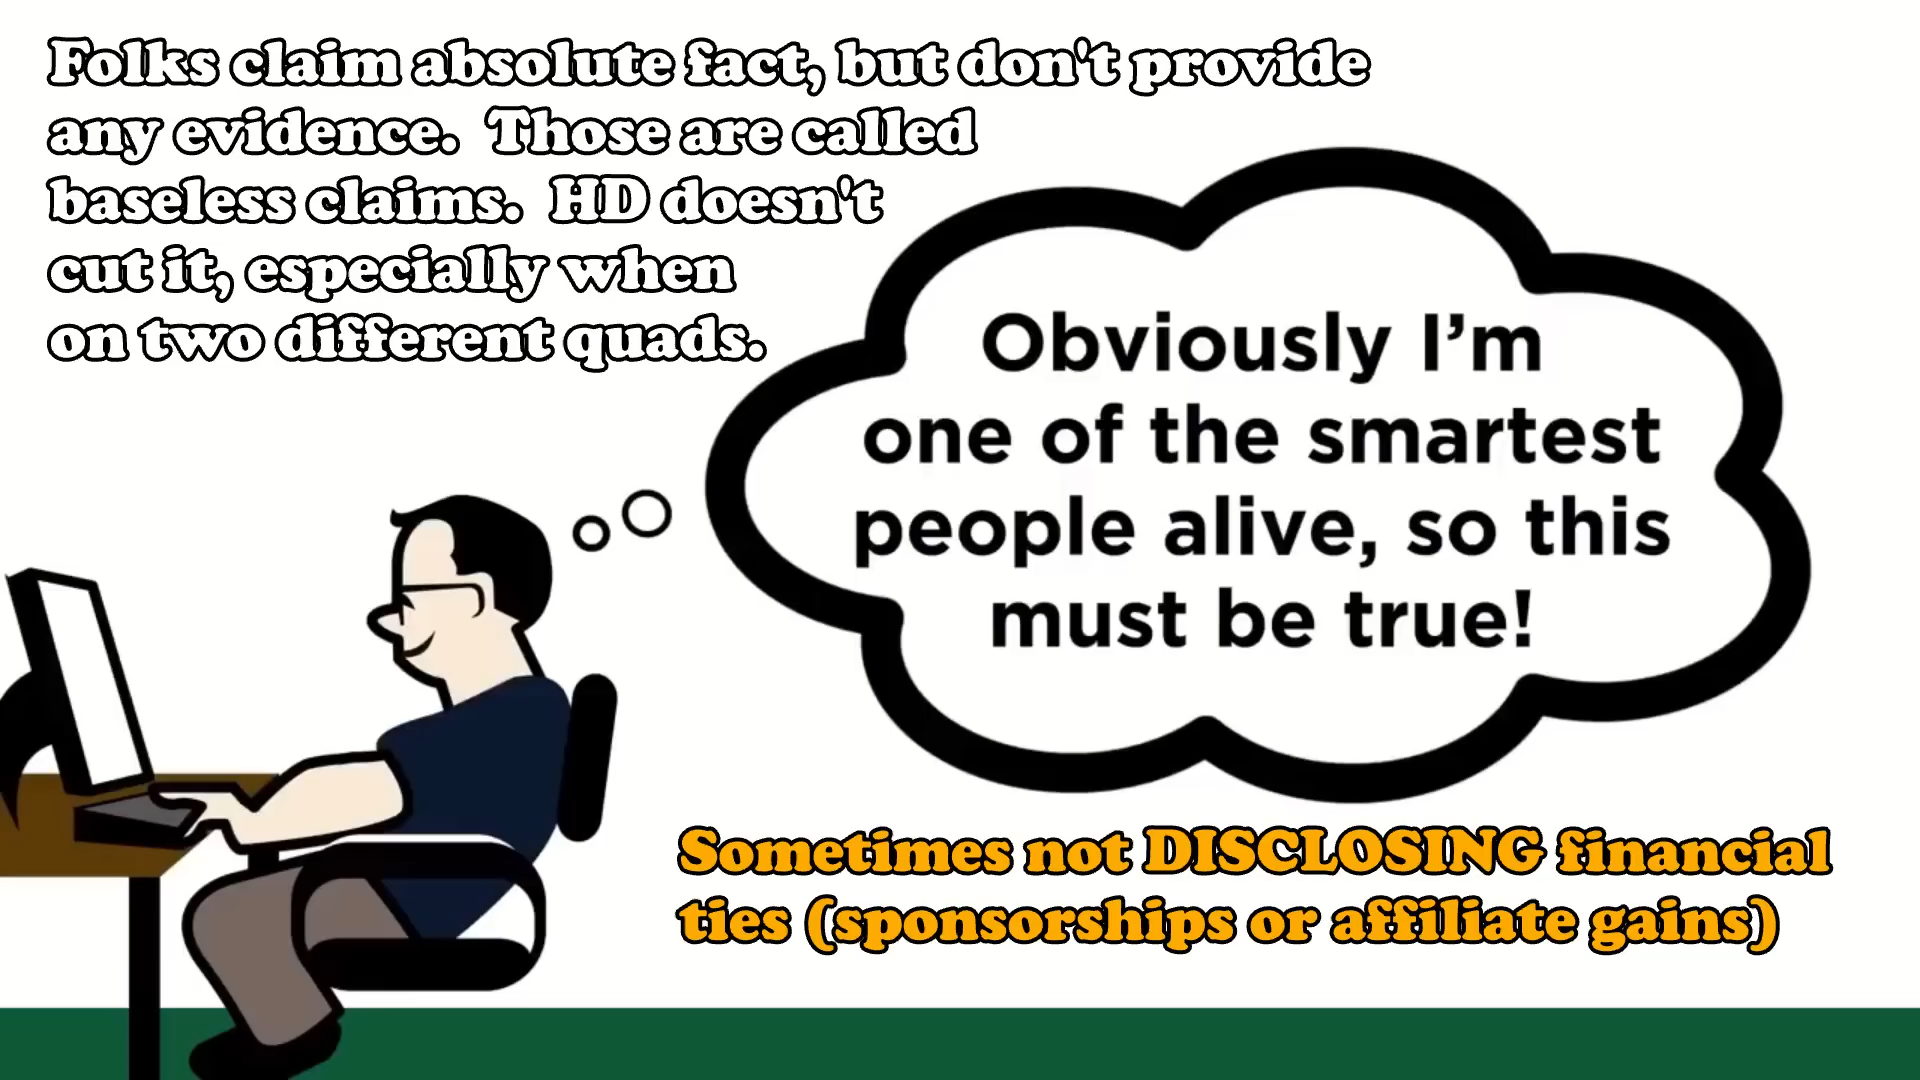 Folks claim absolute fact, but don't provide
any evidence.  Those are called
baseless claims.  HD doesn't
cut it, especially when
on two different quads.
Obviously I’m
one of the smartest
people alive, so this
must be true!
Sometimes not DISCLOSING financial
ties (sponsorships or affiliate gains)